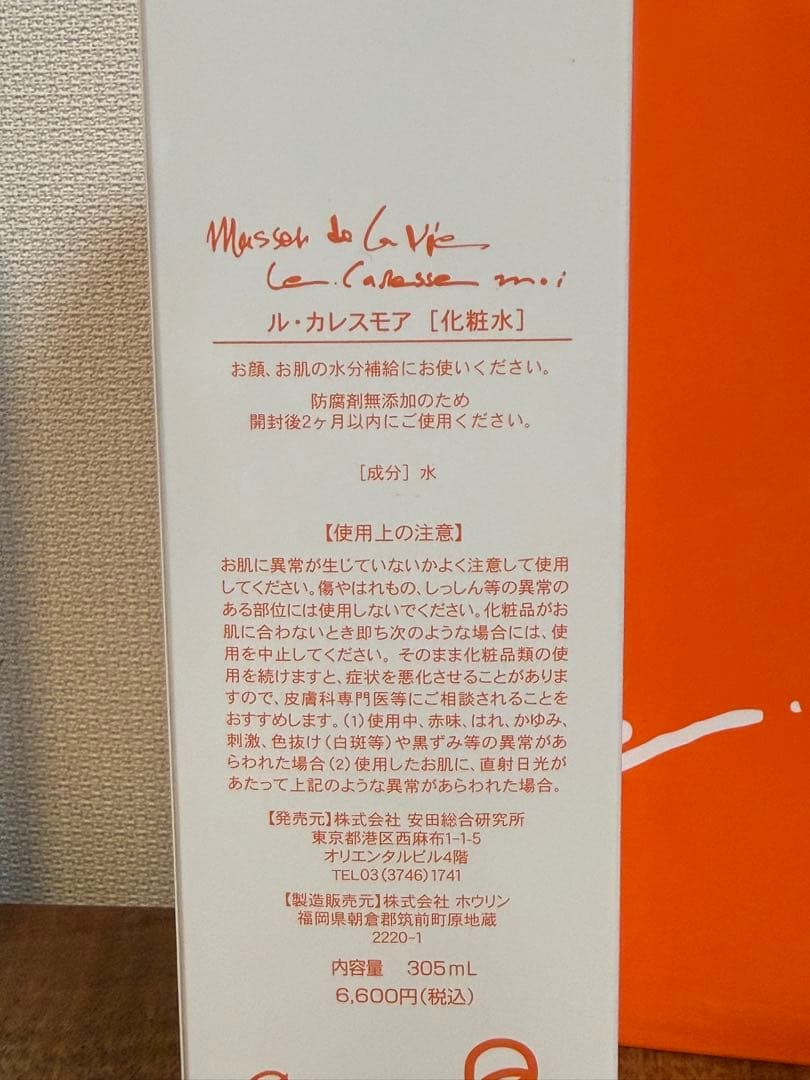 Maison de la Vie
Le Caresse moi
ル・カレスモア ［化粧水］
お顔、お肌の水分補給にお使いください。
防腐剤無添加のため
開封後2ヶ月以内にご使用ください。
［成分］水
【使用上の注意】
お肌に異常が生じていないかよく注意して使用
してください。傷やはれもの、しっしん等の異常の
ある部位には使用しないでください。化粧品がお
肌に合わないとき即ち次のような場合には、使
用を中止してください。そのまま化粧品類の使
用を続けますと、症状を悪化させることがありま
すので、皮膚科専門医等にご相談されることを
おすすめします。（1）使用中、赤味、はれ、かゆみ、
刺激、色抜け（白斑等）や黒ずみ等の異常があ
らわれた場合（2）使用したお肌に、直射日光が
あたって上記のような異常があらわれた場合。
【発売元】株式会社 安田総合研究所
東京都港区西麻布1-1-5
オリエンタルビル4階
TEL03(3746)1741
【製造販売元】株式会社 ホウリン
福岡県朝倉郡筑前町原地蔵
2220-1
内容量 305mL
6,600円(税込)